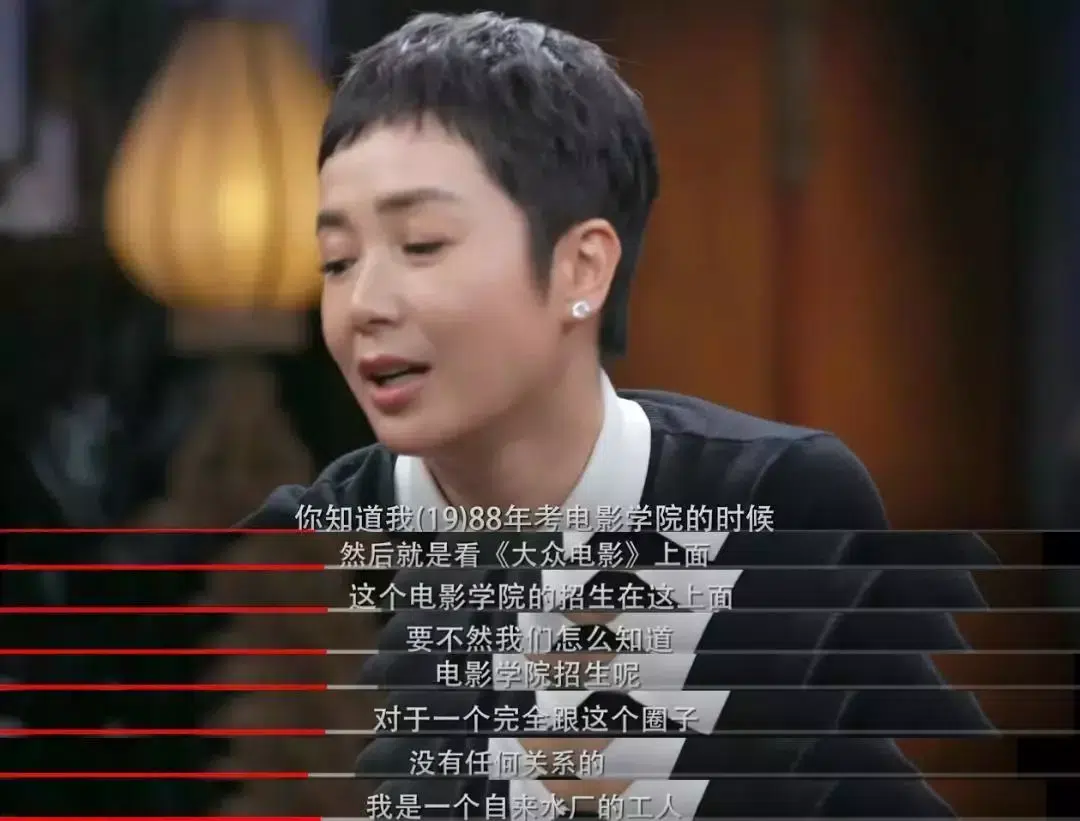 你知道我(19)88年考电影学院的时候
然后就是看《大众电影》上面
这个电影学院的招生在这上面
要不然我们怎么知道
电影学院招生呢
对于一个完全跟这个圈子
没有任何关系的
我是一个自来水厂的工人